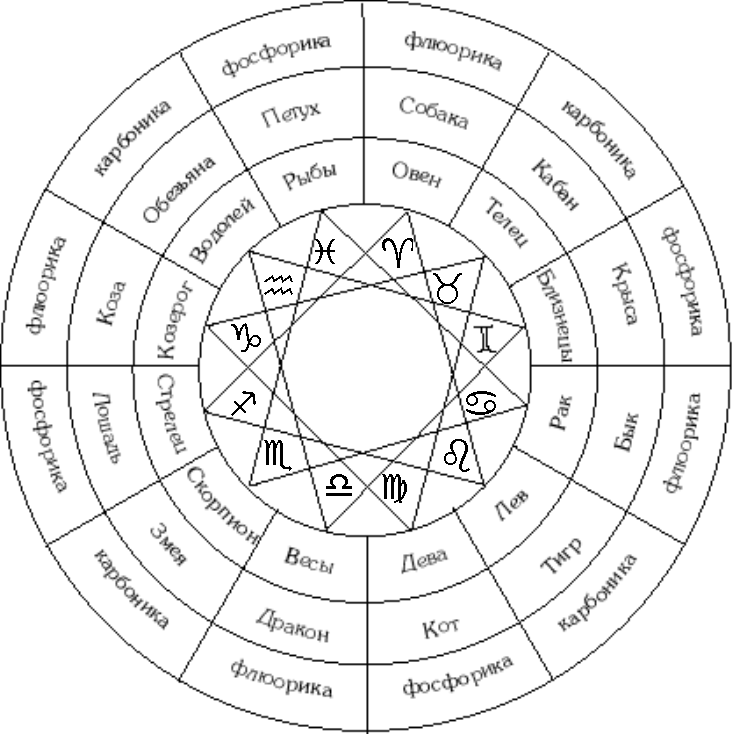 флюорика
карбоника
фосфорика
флюорика
карбоника
фосфорика
флюорика
карбоника
фосфорика
флюорика
карбоника
фосфорика
Собака
Кабан
Крыса
Бык
Тигр
Кот
Дракон
Змея
Лошадь
Коза
Обезьяна
Петух
Овен
Телец
Близнецы
Рак
Лев
Дева
Весы
Скорпион
Стрелец
Козерог
Водолей
Рыбы
♈
♉
♊
♋
♌
♍
♎
♏
♐
♑
♒
♓